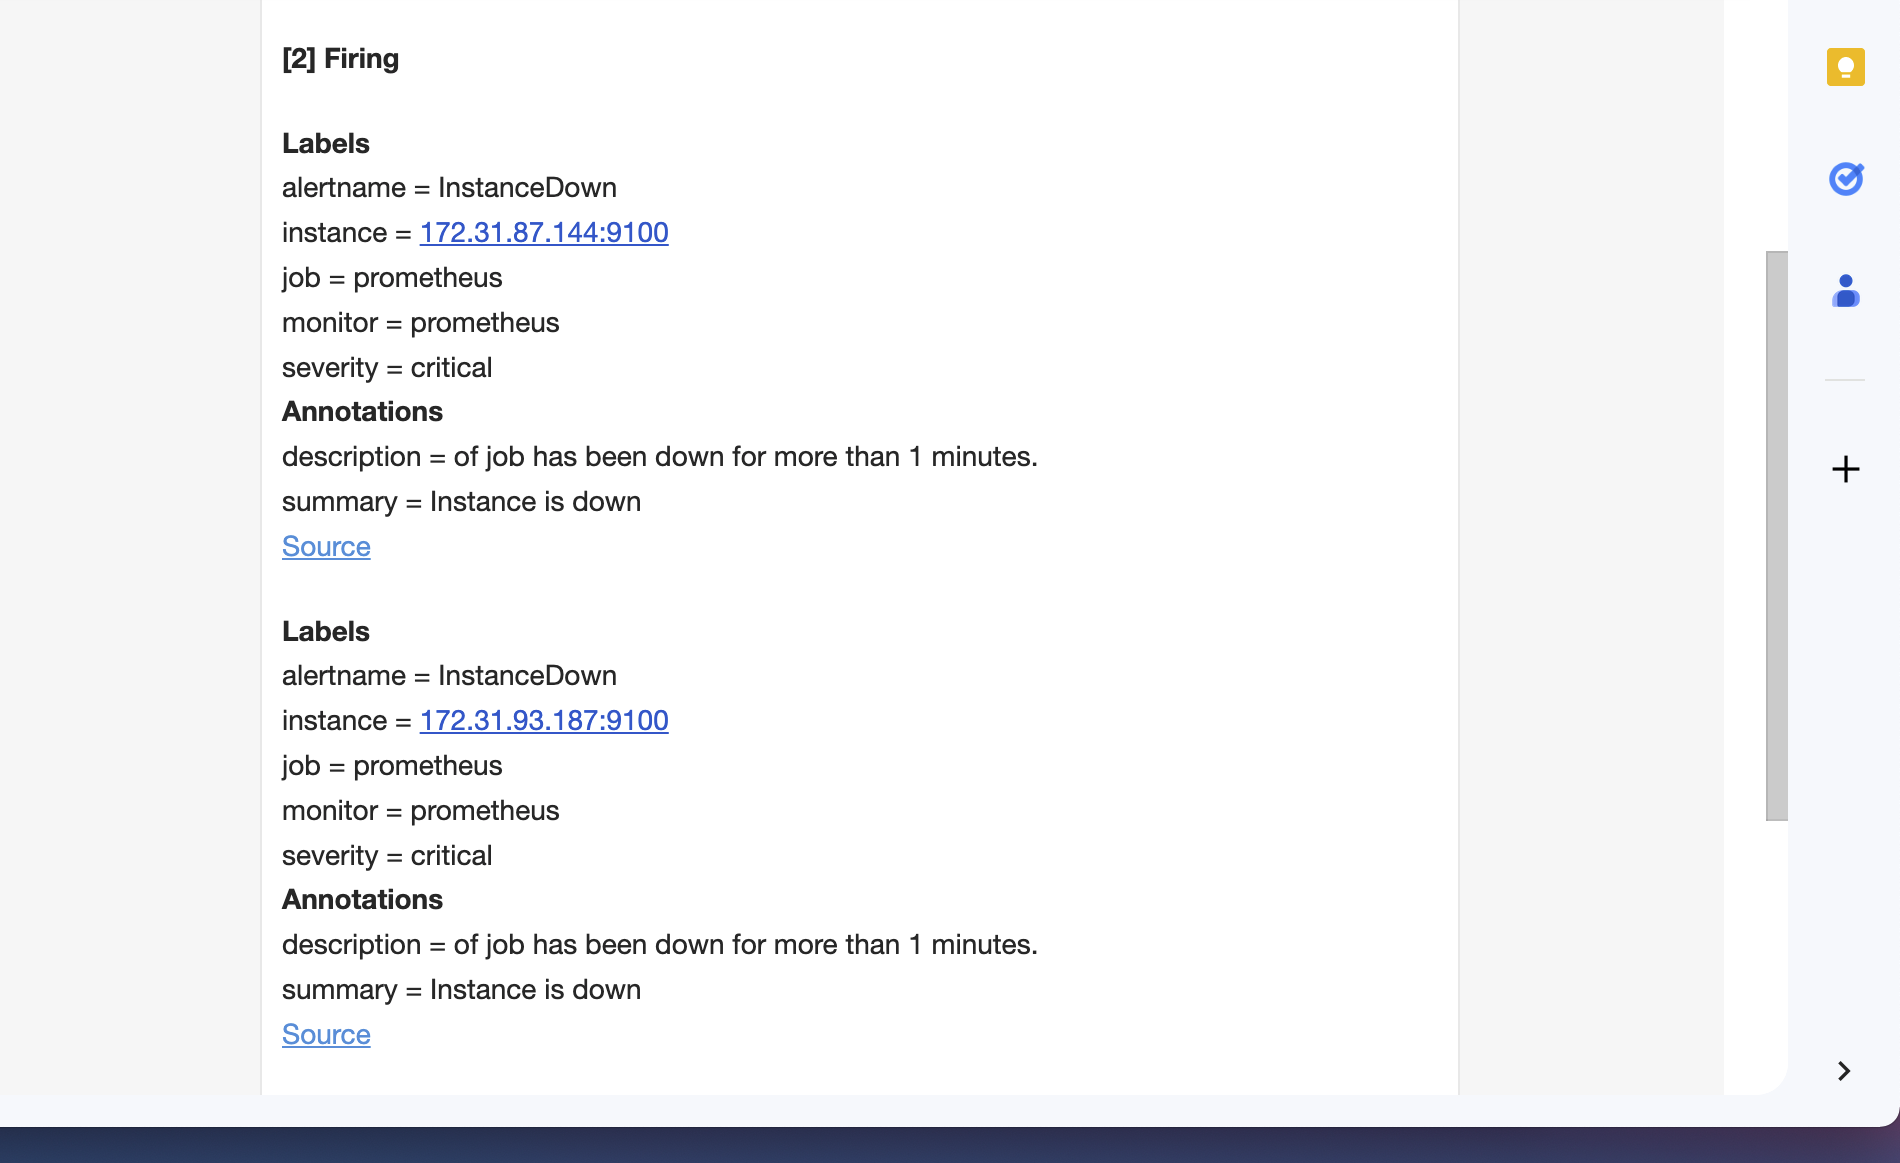 [2] Firing
Labels
alertname = InstanceDown
instance = 172.31.87.144:9100
job = prometheus
monitor = prometheus
severity = critical
Annotations
description = of job has been down for more than 1 minutes.
summary = Instance is down
Source
Labels
alertname = InstanceDown
instance = 172.31.93.187:9100
job = prometheus
monitor = prometheus
severity = critical
Annotations
description = of job has been down for more than 1 minutes.
summary = Instance is down
Source